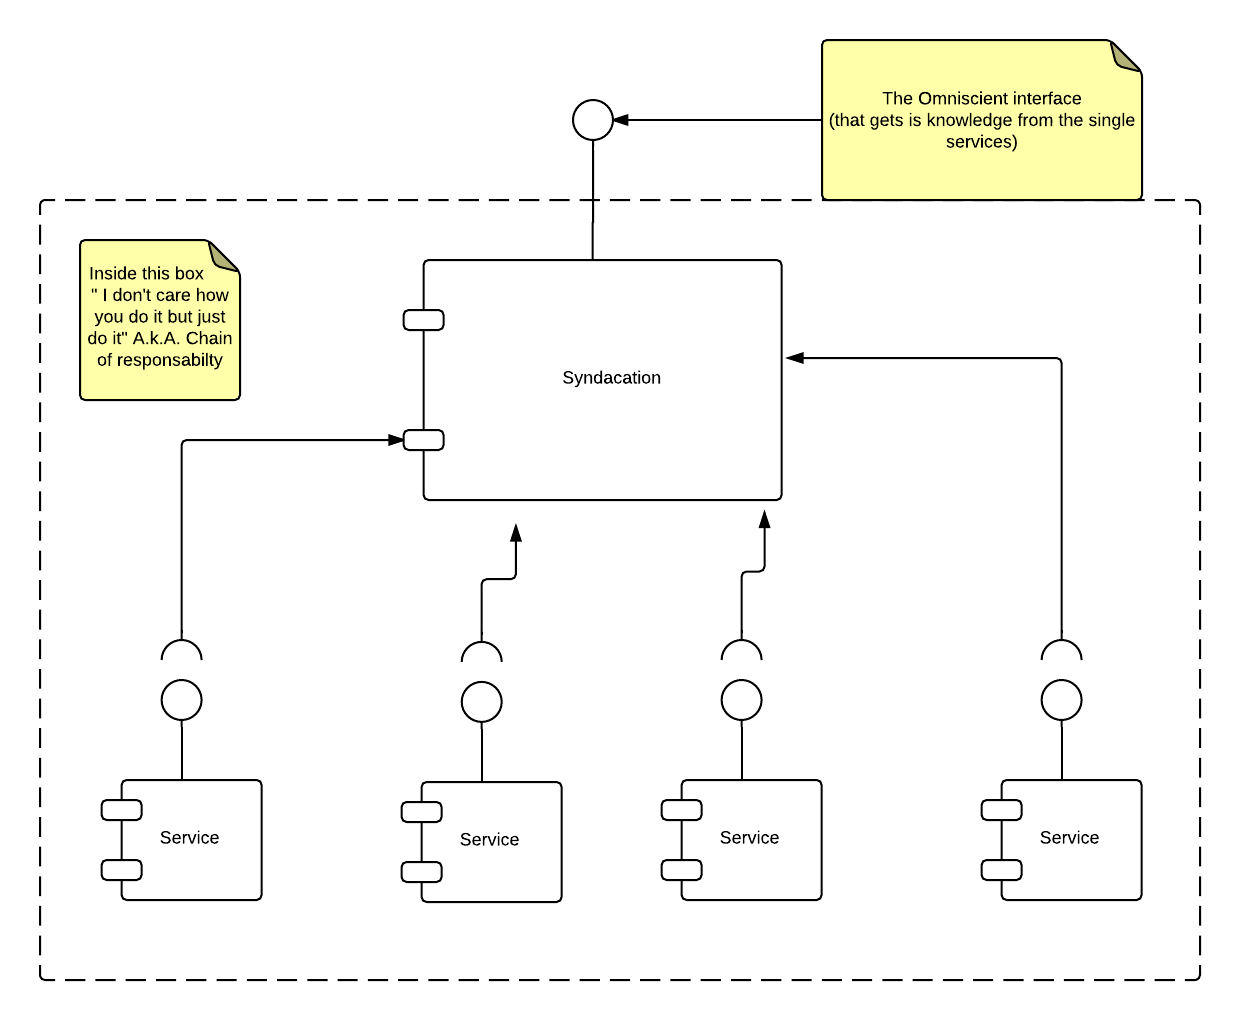 The Omniscient interface
(that gets is knowledge from the single
services)
Inside this box
" I don't care how
you do it but just
do it" A.k.A. Chain
of responsabilty
Syndacation
Service
Service
Service
Service